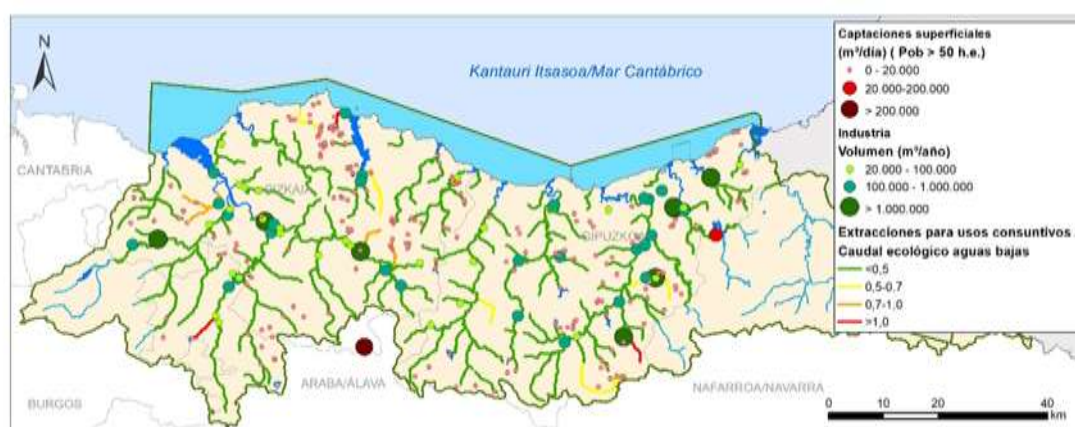 N
Kantauri Itsasoa/Mar Cantábrico
CANTABRIA
BIZKAIA
GIPUZKOA
ARABA/ÁLAVA
BURGOS
NAFARROA/NAVARRA
Captaciones superficiales
(m³/día) ( Pob > 50 h.e.)
0 - 20.000
20.000-200.000
> 200.000
Industria
Volumen (m³/año)
20.000 - 100.000
100.000 - 1.000.000
> 1.000.000
Extracciones para usos consuntivos
Caudal ecológico aguas bajas
<0,5
0,5-0,7
0,7-1,0
>1,0
0 10 20 40
km